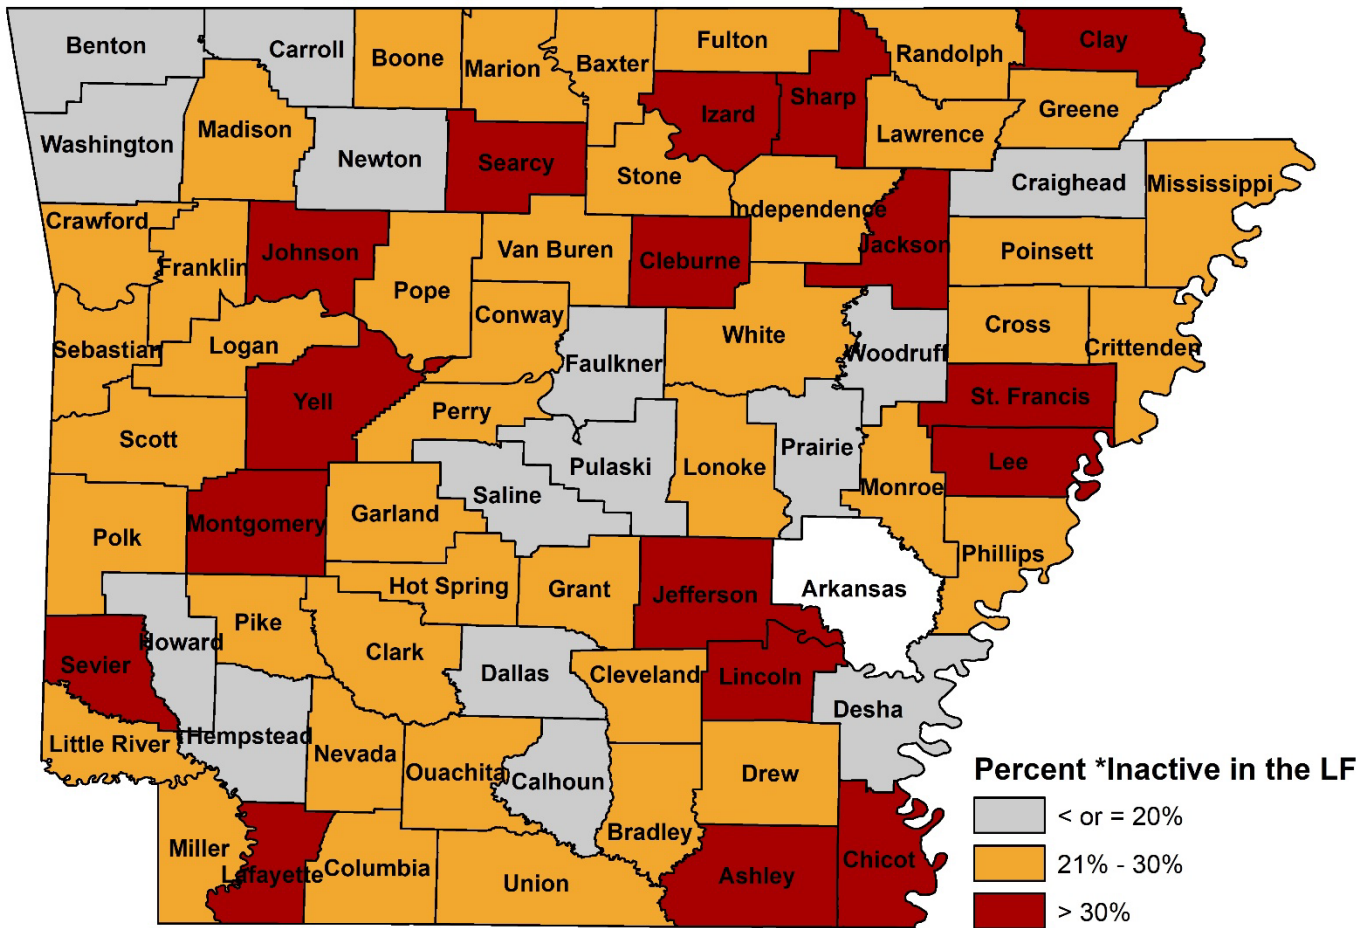 Benton
Carroll
Boone
Marion
Baxter
Fulton
Randolph
Clay
Izard
Sharp
Greene
Washington
Madison
Newton
Searcy
Stone
Lawrence
Independence
Craighead
Mississippi
Crawford
Franklin
Johnson
Pope
Van Buren
Cleburne
Jackson
Poinsett
Sebastian
Logan
Conway
Faulkner
White
Woodruff
Cross
Crittenden
Scott
Yell
Perry
Pulaski
Lonoke
Prairie
St. Francis
Lee
Monroe
Polk
Montgomery
Garland
Saline
Phillips
Hot Spring
Grant
Jefferson
Arkansas
Sevier
Howard
Pike
Clark
Dallas
Cleveland
Lincoln
Desha
Little River
Hempstead
Nevada
Ouachita
Calhoun
Drew
Miller
Lafayette
Columbia
Union
Bradley
Ashley
Chicot
Percent *Inactive in the LF
< or = 20%
21% - 30%
> 30%